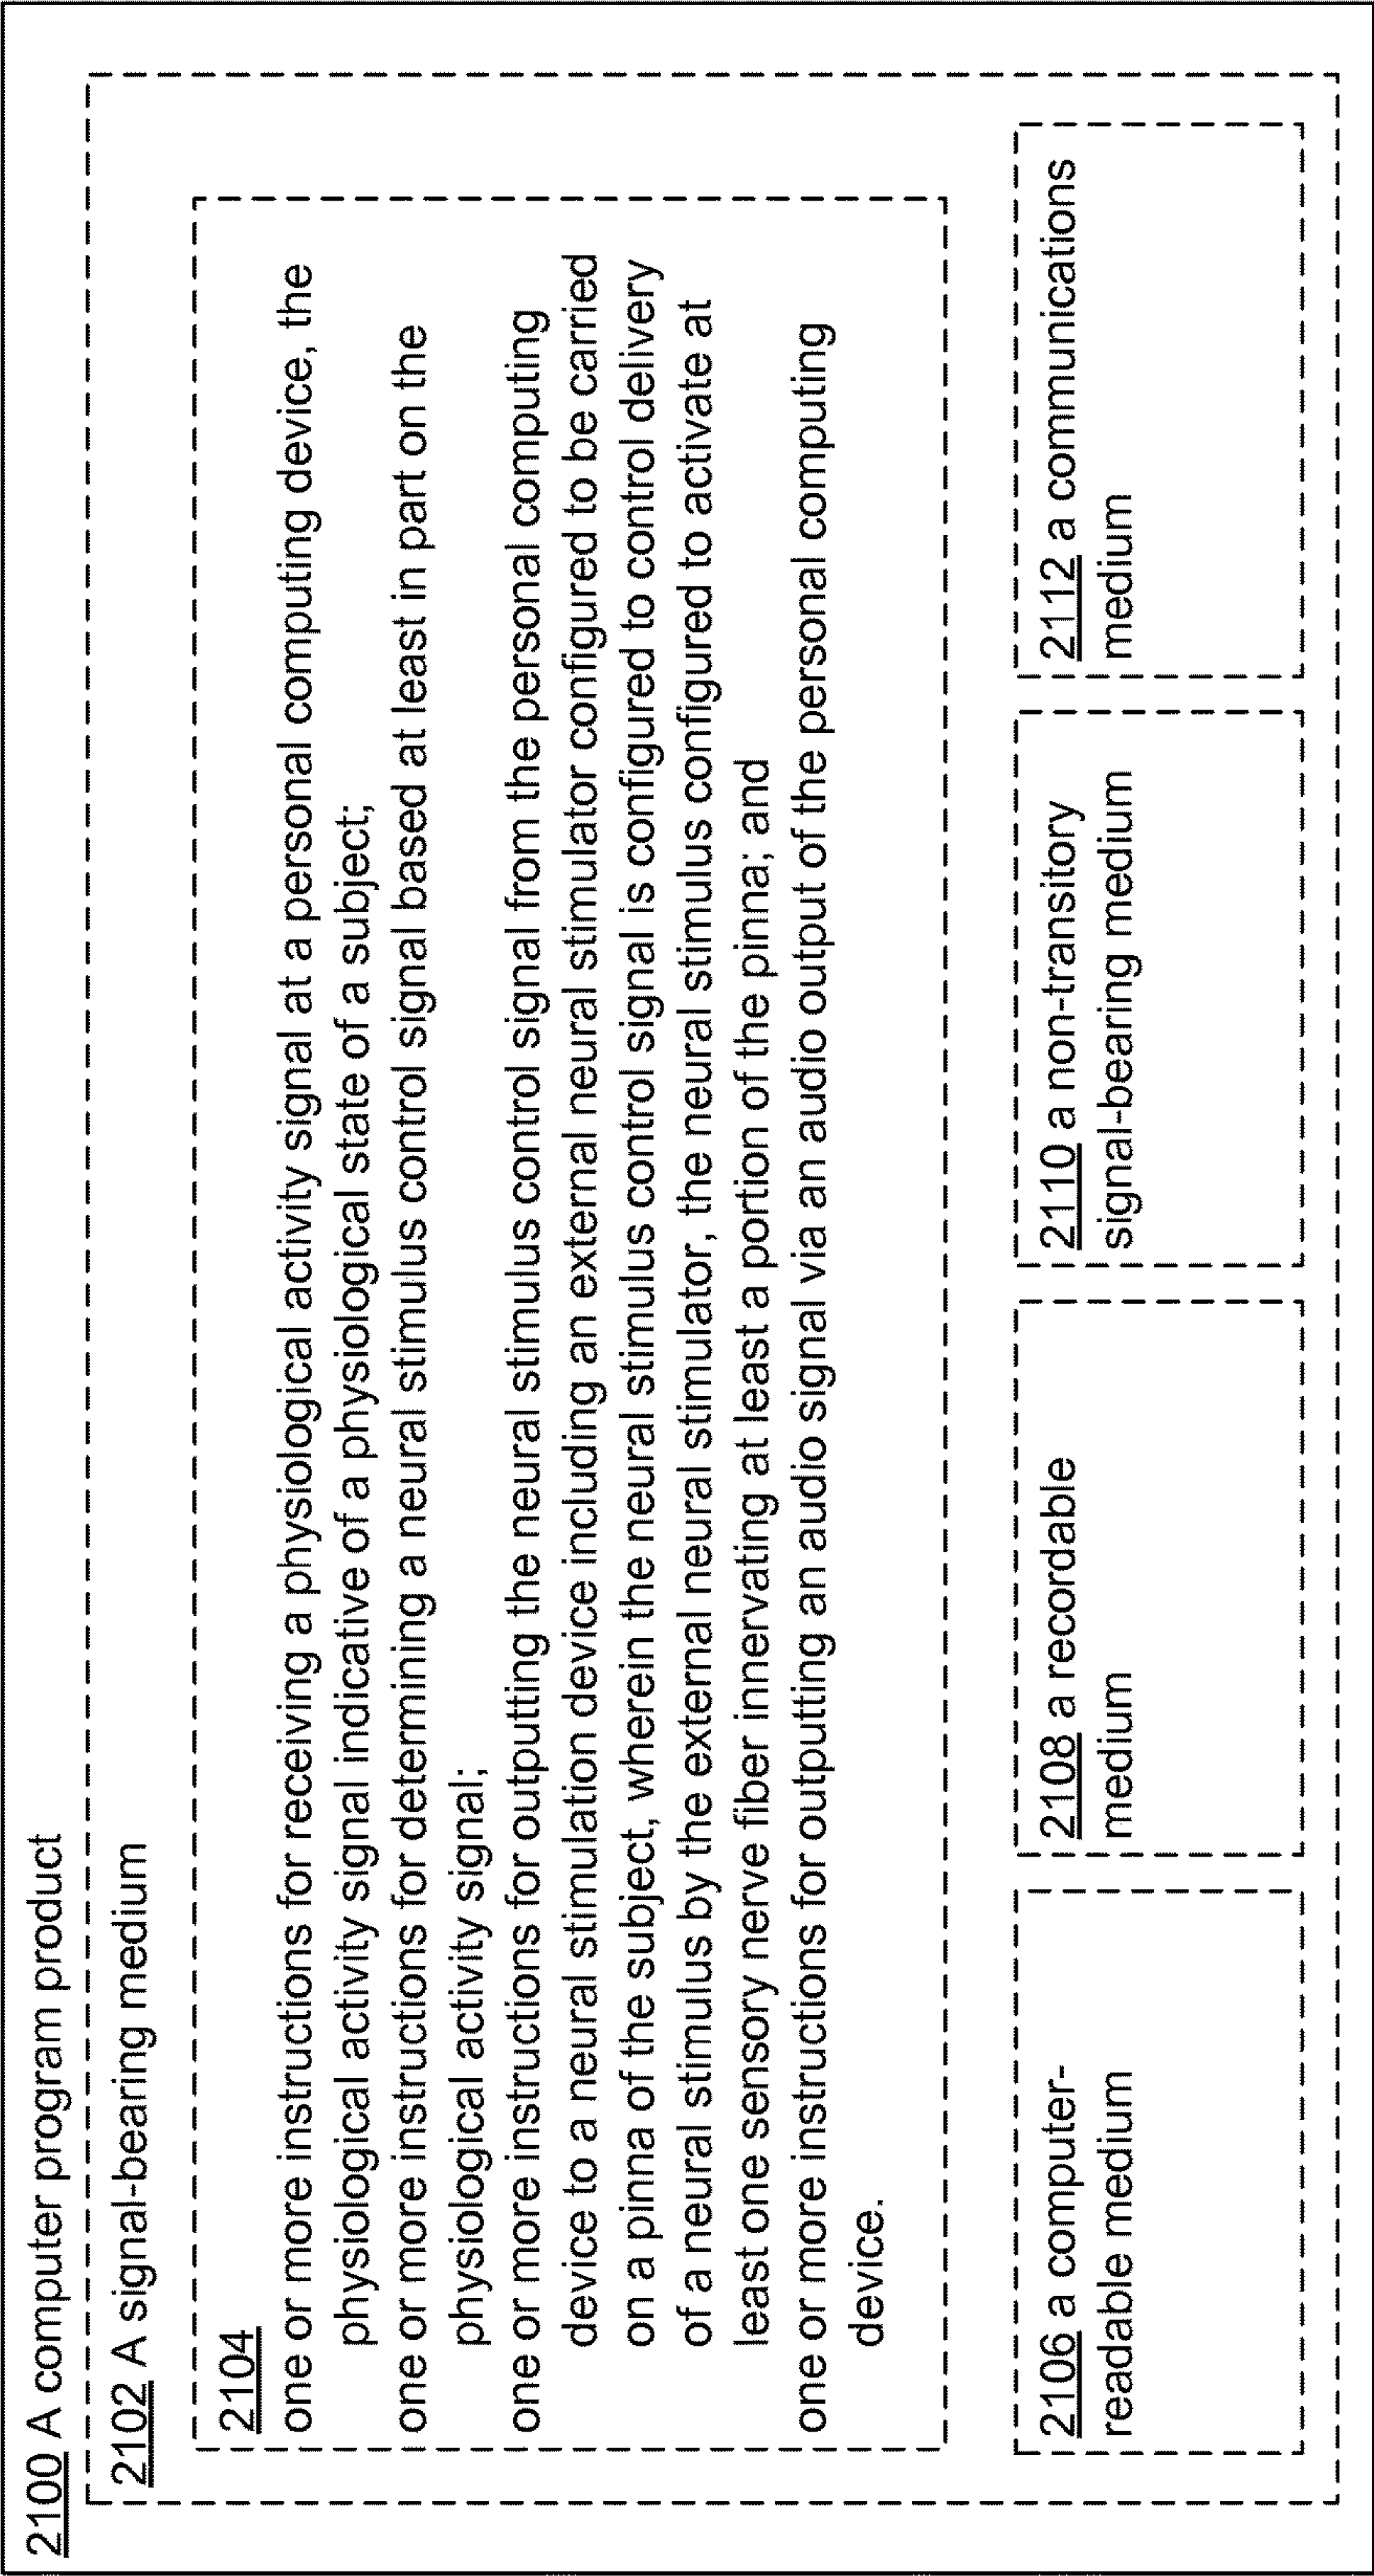 2100 A computer program product
2102 A signal-bearing medium
2104
one or more instructions for receiving a physiological activity signal at a personal computing device, the
physiological activity signal indicative of a physiological state of a subject;
one or more instructions for determining a neural stimulus control signal based at least in part on the
physiological activity signal;
one or more instructions for outputting the neural stimulus control signal from the personal computing
device to a neural stimulation device including an external neural stimulator configured to be carried
on a pinna of the subject, wherein the neural stimulus control signal is configured to control delivery
of a neural stimulus by the external neural stimulator, the neural stimulus configured to activate at
least one sensory nerve fiber innervating at least a portion of the pinna; and
one or more instructions for outputting an audio signal via an audio output of the personal computing
device.
2106 a computer-
readable medium
2108 a recordable
medium
2110 a non-transitory
signal-bearing medium
2112 a communications
medium